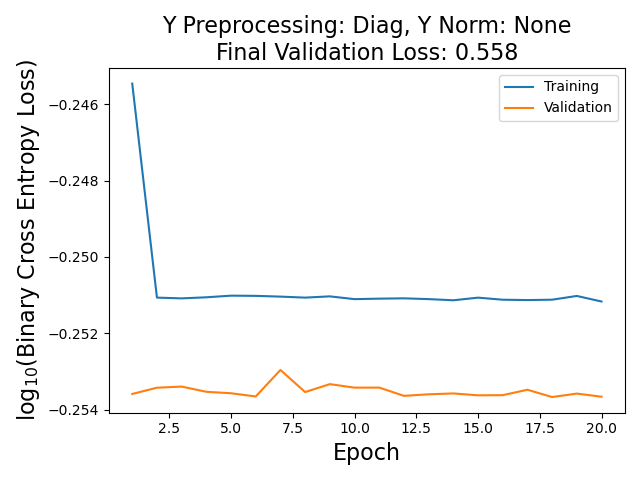 Y Preprocessing: Diag, Y Norm: None
Final Validation Loss: 0.558
log₁₀(Binary Cross Entropy Loss)
−0.246
−0.248
−0.250
−0.252
−0.254
Training
Validation
2.5 5.0 7.5 10.0 12.5 15.0 17.5 20.0
Epoch